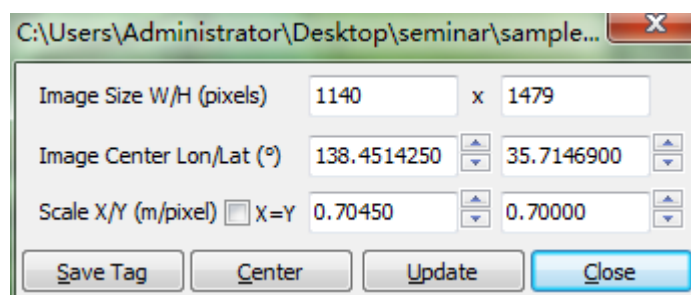 C:\Users\Administrator\Desktop\seminar\sample...
Image Size W/H (pixels) 1140 x 1479
Image Center Lon/Lat (°) 138.4514250 35.7146900
Scale X/Y (m/pixel) X=Y 0.70450 0.70000
Save Tag Center Update Close